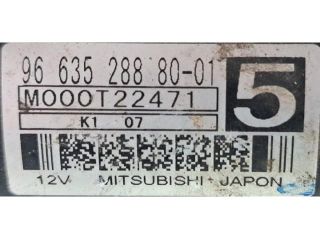 96 635 288 80-01
5
M000T22471
K1 07
12V MITSUBISHI JAPON